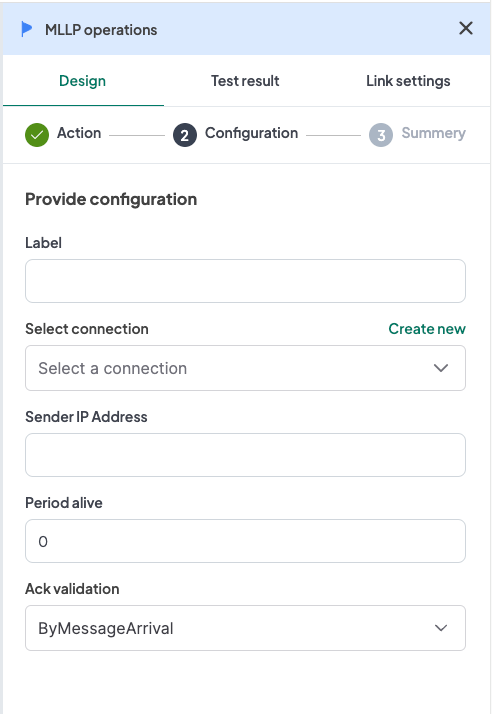 MLLP operations
Design Test result Link settings
Action 2 Configuration 3 Summery
Provide configuration
Label
Select connection Create new
Select a connection
Sender IP Address
Period alive
0
Ack validation
ByMessageArrival